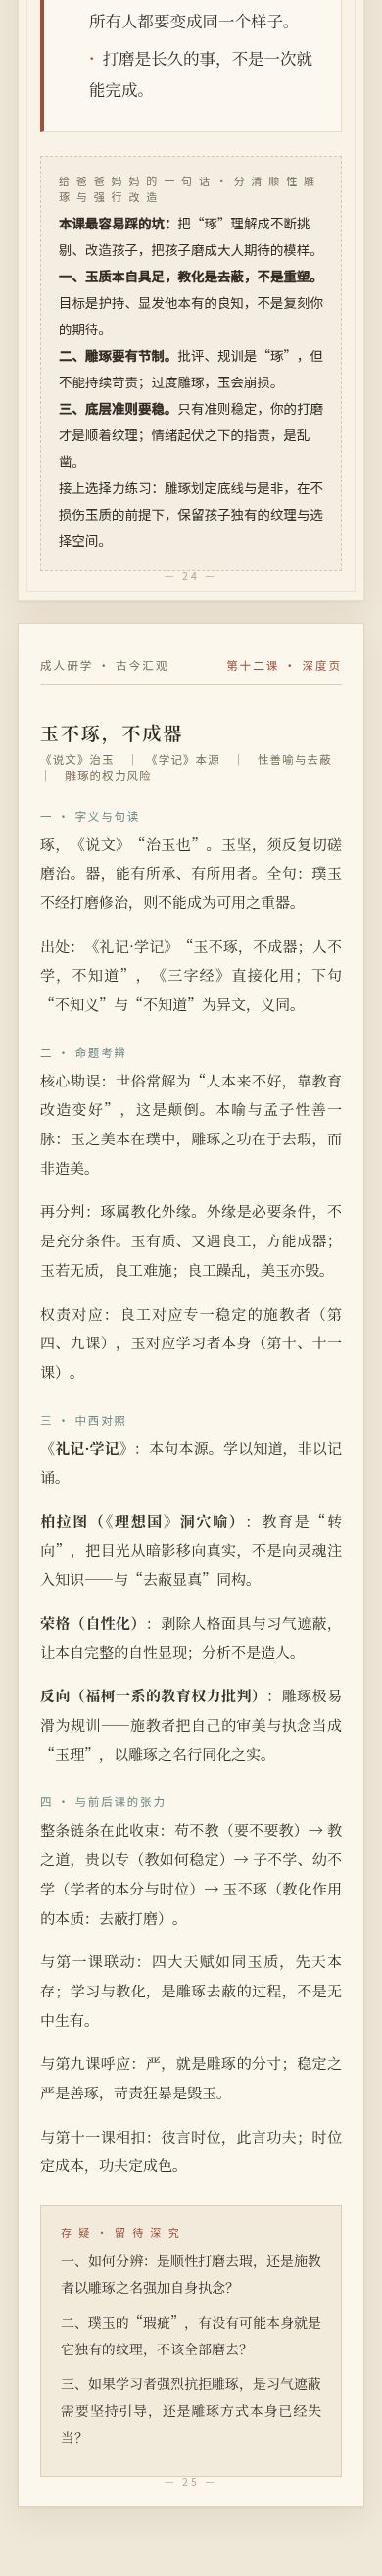 所有人都要变成同一个样子。
· 打磨是长久的事，不是一次就
能完成。
给爸爸妈妈的一句话·分清顺性雕
琢与强行改造
本课最容易踩的坑：把“琢”理解成不断挑
剔、改造孩子，把孩子磨成大人期待的模样。
一、玉质本自具足，教化是去蔽，不是重塑。
目标是护持、显发他本有的良知，不是复刻你
的期待。
二、雕琢要有节制。批评、规训是“琢”，但
不能持续苛责；过度雕琢，玉会崩损。
三、底层准则要稳。只有准则稳定，你的打磨
才是顺着纹理；情绪起伏之下的指责，是乱
凿。
接上选择力练习：雕琢划定底线与是非，在不
损伤玉质的前提下，保留孩子独有的纹理与选
择空间。
— 24 —
成人研学 · 古今汇观
第十二课 · 深度页
玉不琢，不成器
《说文》治玉 ｜ 《学记》本源 ｜ 性善喻与去蔽
｜ 雕琢的权力风险
一 · 字义与句读
琢，《说文》“治玉也”。玉坚，须反复切磋
磨治。器，能有所承、有所用者。全句：璞玉
不经打磨修治，则不能成为可用之重器。
出处：《礼记·学记》“玉不琢，不成器；人不
学，不知道”，《三字经》直接化用；下句
“不知义”与“不知道”为异文，义同。
二 · 命题考辨
核心勘误：世俗常解为“人本来不好，靠教育
改造变好”，这是颠倒。本喻与孟子性善一
脉：玉之美本在璞中，雕琢之功在于去瑕，而
非造美。
再分判：琢属教化外缘。外缘是必要条件，不
是充分条件。玉有质、又遇良工，方能成器；
玉若无质，良工难施；良工躁乱，美玉亦毁。
权责对应：良工对应专一稳定的施教者（第
四、九课），玉对应学习者本身（第十、十一
课）。
三 · 中西对照
《礼记·学记》：本句本源。学以知道，非以记
诵。
柏拉图（《理想国》洞穴喻）：教育是“转
向”，把目光从暗影移向真实，不是向灵魂注
入知识——与“去蔽显真”同构。
荣格（自性化）：剥除人格面具与习气遮蔽，
让本自完整的自性显现；分析不是造人。
反向（福柯一系的教育权力批判）：雕琢极易
滑为规训——施教者把自己的审美与执念当成
“玉理”，以雕琢之名行同化之实。
四 · 与前后课的张力
整条链条在此收束：苟不教（要不要教）→ 教
之道，贵以专（教如何稳定）→ 子不学、幼不
学（学者的本分与时位）→ 玉不琢（教化作用
的本质：去蔽打磨）。
与第一课联动：四大天赋如同玉质，先天本
存；学习与教化，是雕琢去蔽的过程，不是无
中生有。
与第九课呼应：严，就是雕琢的分寸；稳定之
严是善琢，苛责狂暴是毁玉。
与第十一课相扣：彼言时位，此言功夫；时位
定成本，功夫定成色。
存疑·留待深究
一、如何分辨：是顺性打磨去瑕，还是施教
者以雕琢之名强加自身执念？
二、璞玉的“瑕疵”，有没有可能本身就是
它独有的纹理，不该全部磨去？
三、如果学习者强烈抗拒雕琢，是习气遮蔽
需要坚持引导，还是雕琢方式本身已经失
当？
— 25 —